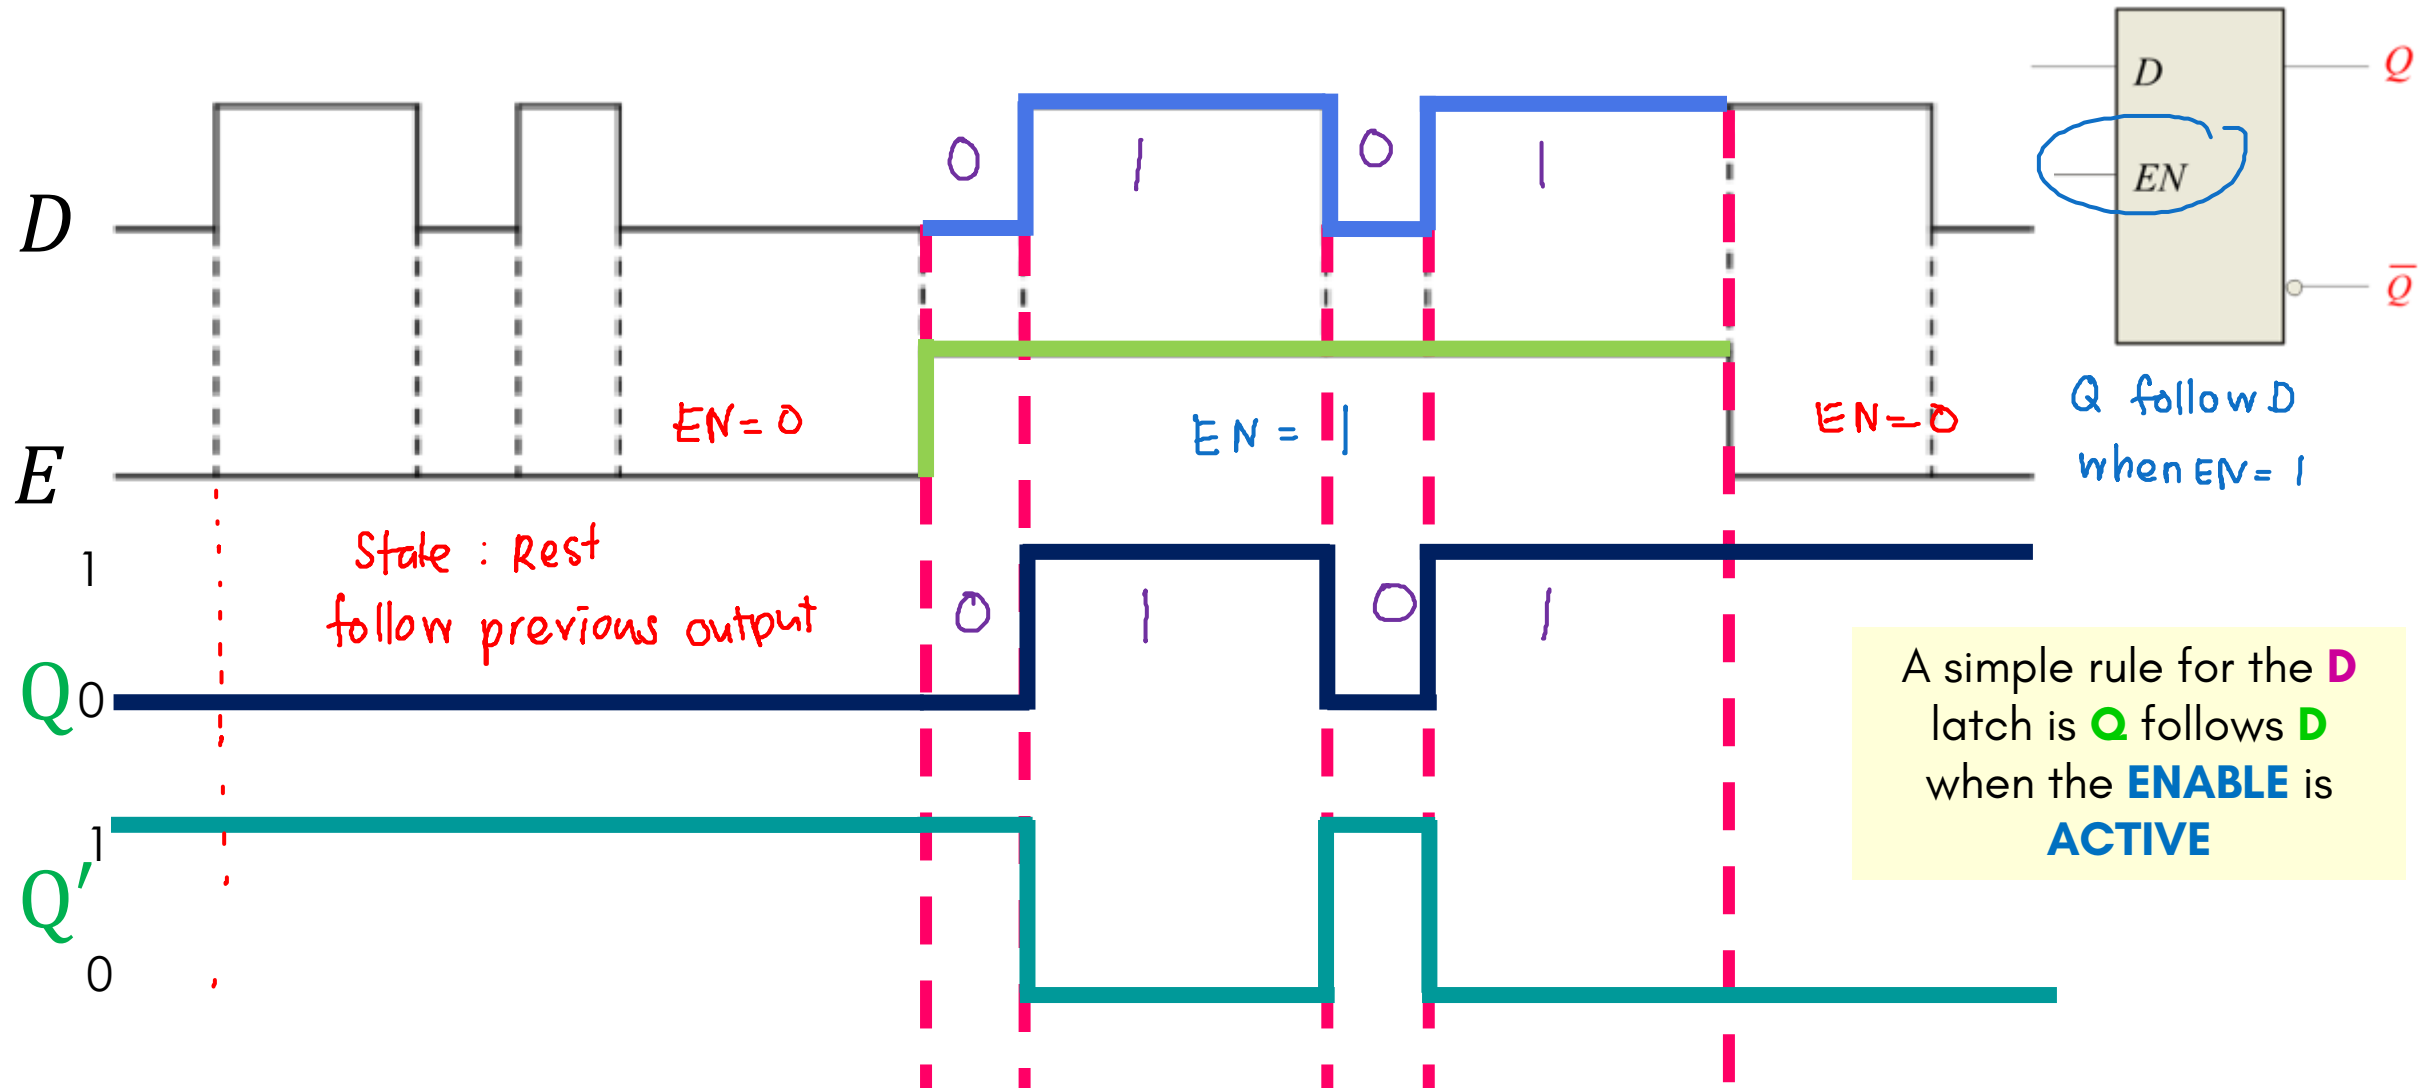 D
Q
EN
Q̅
0
1
0
1
D
EN = 0
EN = 1
EN = 0
Q follow D
when EN = 1
E
State : Rest
follow previous output
1
0
1
0
1
Q 0
A simple rule for the D
latch is Q follows D
when the ENABLE is
ACTIVE
1
Q′
0